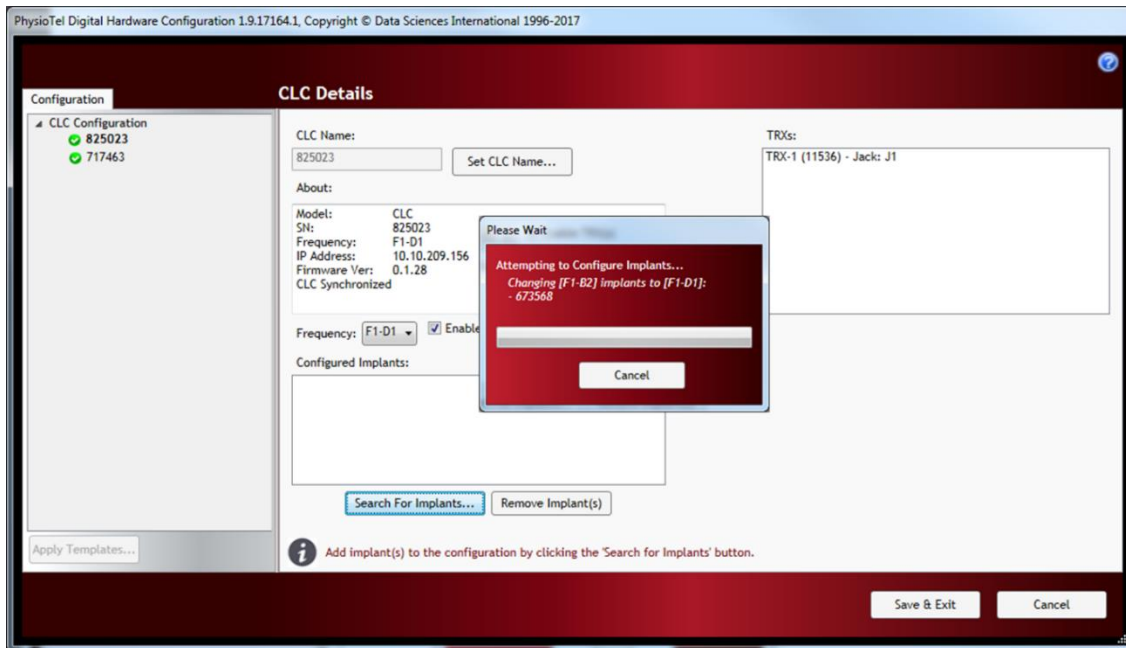 PhysioTel Digital Hardware Configuration 1.9.17164.1, Copyright © Data Sciences International 1996-2017
Configuration
CLC Configuration
825023
717463
Apply Templates...
CLC Details
CLC Name:
825023
Set CLC Name...
About:
Model: CLC
SN: 825023
Frequency: F1-D1
IP Address: 10.10.209.156
Firmware Ver: 0.1.28
CLC Synchronized
Frequency: F1-D1
Enable
Configured Implants:
Search For Implants...
Remove Implant(s)
Add implant(s) to the configuration by clicking the 'Search for Implants' button.
TRXs:
TRX-1 (11536) - Jack: J1
Please Wait
Attempting to Configure Implants...
Changing [F1-B2] implants to [F1-D1]:
- 673568
Cancel
Save & Exit
Cancel